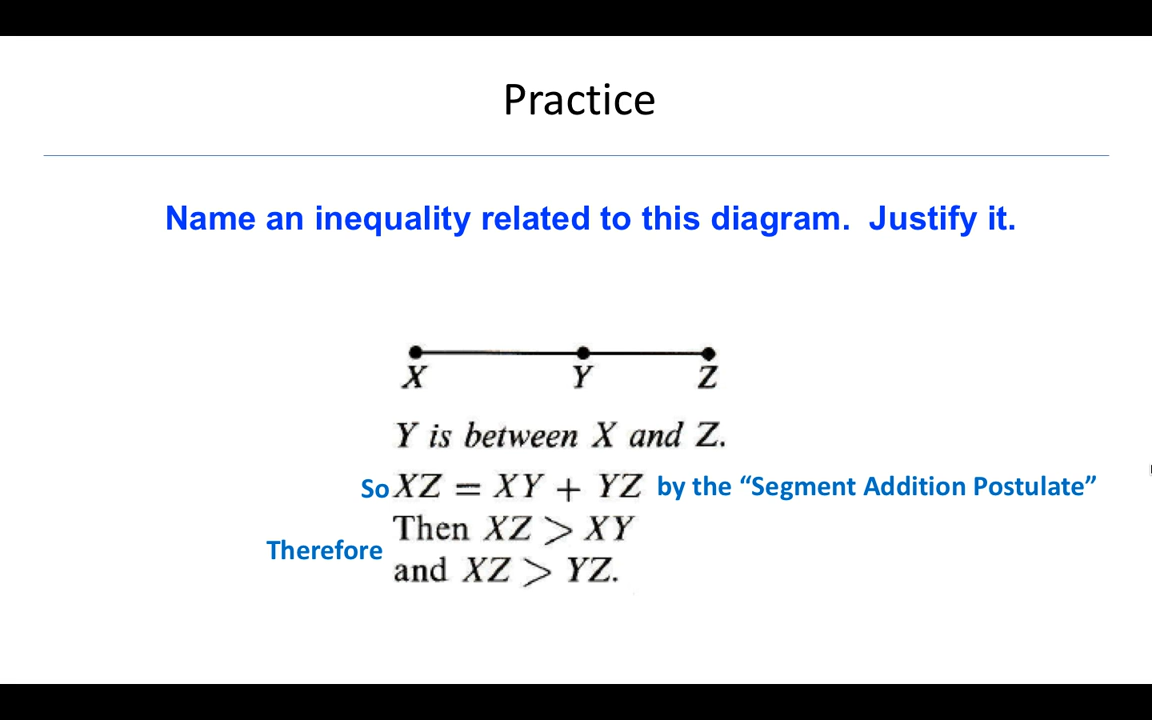 Practice
Name an inequality related to this diagram.  Justify it.
X Y Z
Y is between X and Z.
So XZ = XY + YZ by the “Segment Addition Postulate”
Then XZ > XY
Therefore
and XZ > YZ.